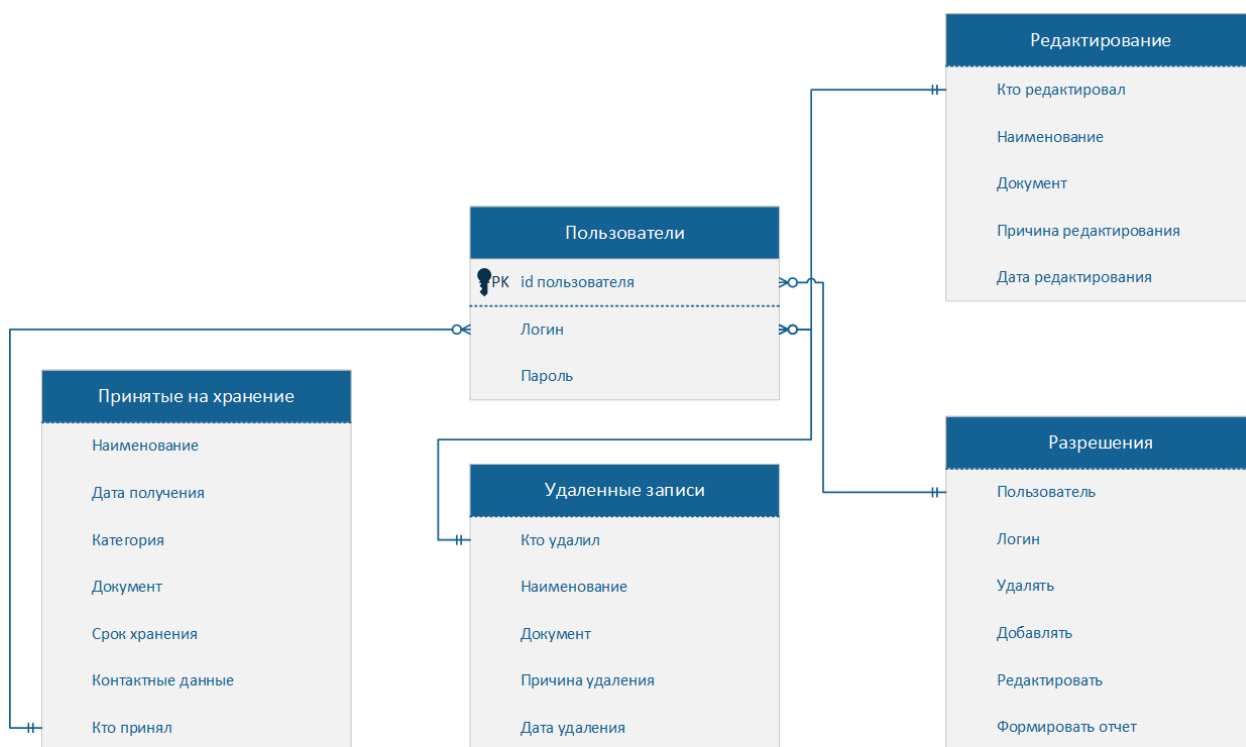 Редактирование
Кто редактировал
Наименование
Документ
Причина редактирования
Дата редактирования
Пользователи
PK id пользователя
Логин
Пароль
Принятые на хранение
Наименование
Дата получения
Категория
Документ
Срок хранения
Контактные данные
Кто принял
Удаленные записи
Кто удалил
Наименование
Документ
Причина удаления
Дата удаления
Разрешения
Пользователь
Логин
Удалять
Добавлять
Редактировать
Формировать отчет